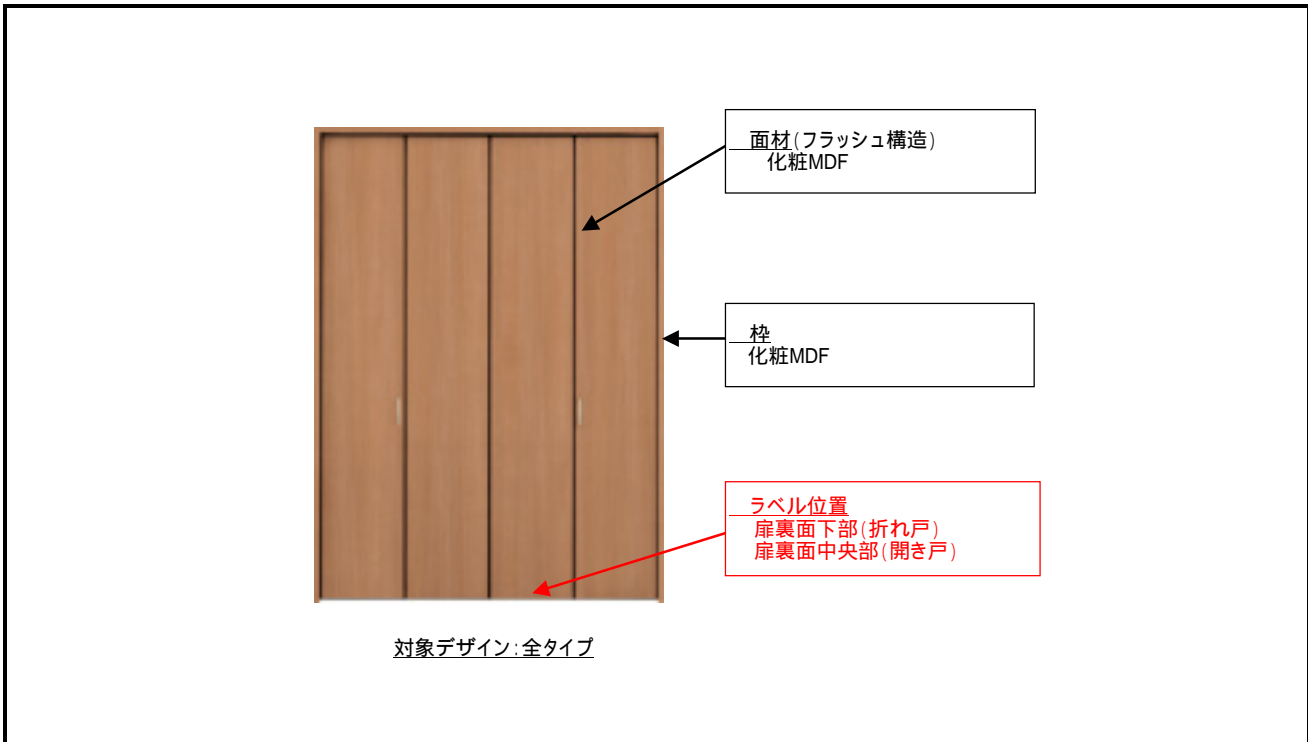 面材(フラッシュ構造)
化粧MDF
枠
化粧MDF
ラベル位置
扉裏面下部(折れ戸)
扉裏面中央部(開き戸)
対象デザイン:全タイプ